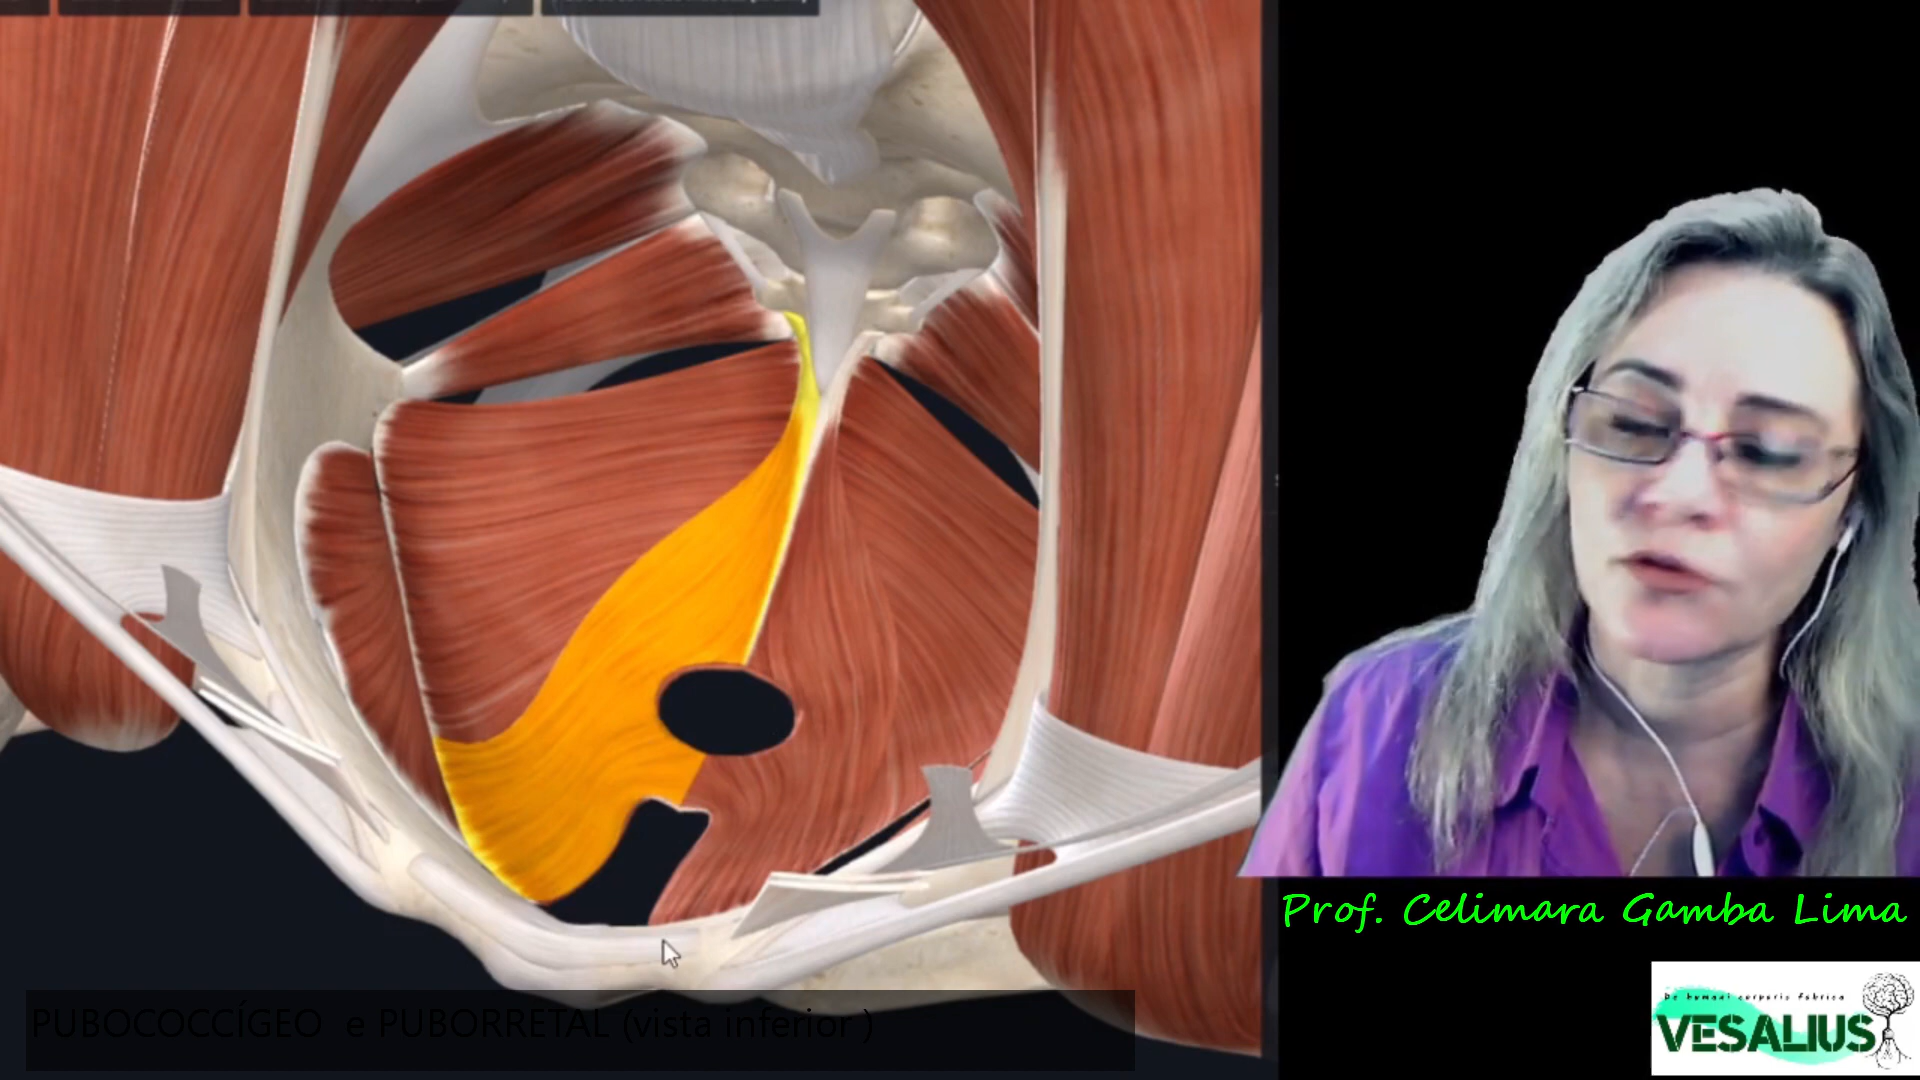 PUBOCOCCÍGEO e PUBORRETAL (vista inferior )
Prof. Celimara Gamba Lima
De humani corporis Fabrica
VESALIUS